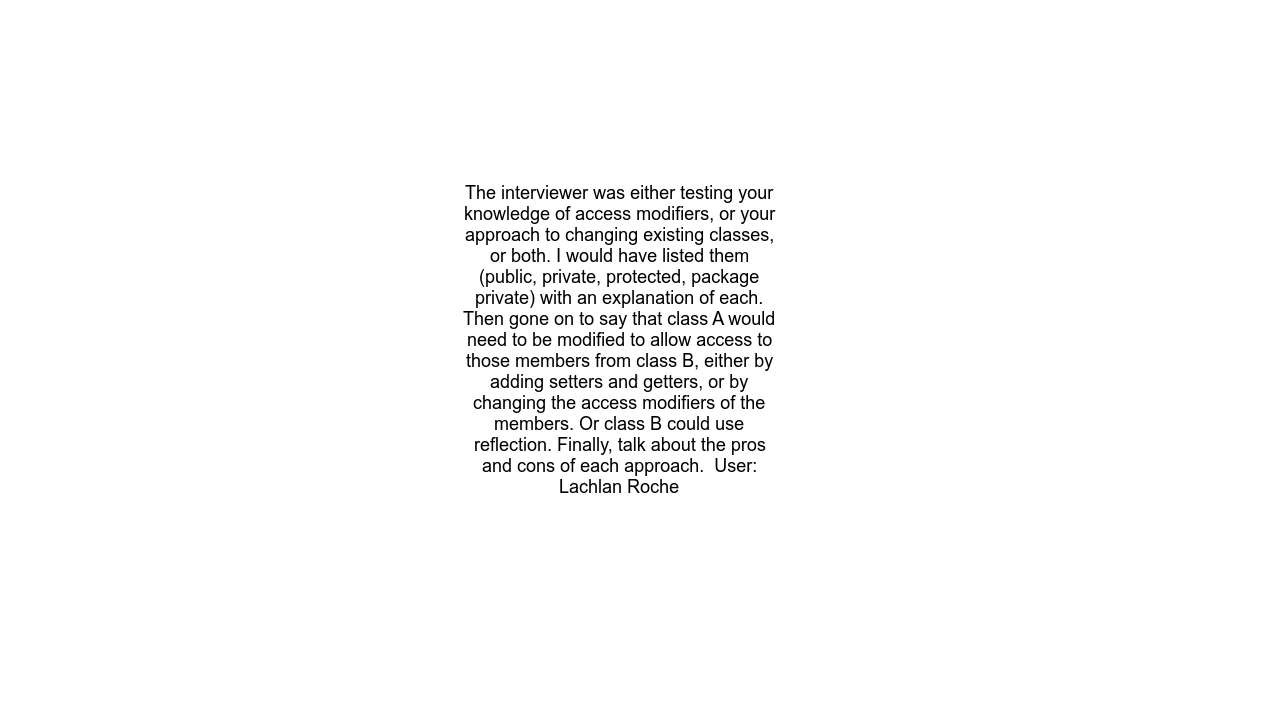 The interviewer was either testing your
knowledge of access modifiers, or your
approach to changing existing classes,
or both. I would have listed them
(public, private, protected, package
private) with an explanation of each.
Then gone on to say that class A would
need to be modified to allow access to
those members from class B, either by
adding setters and getters, or by
changing the access modifiers of the
members. Or class B could use
reflection. Finally, talk about the pros
and cons of each approach.  User:
Lachlan Roche